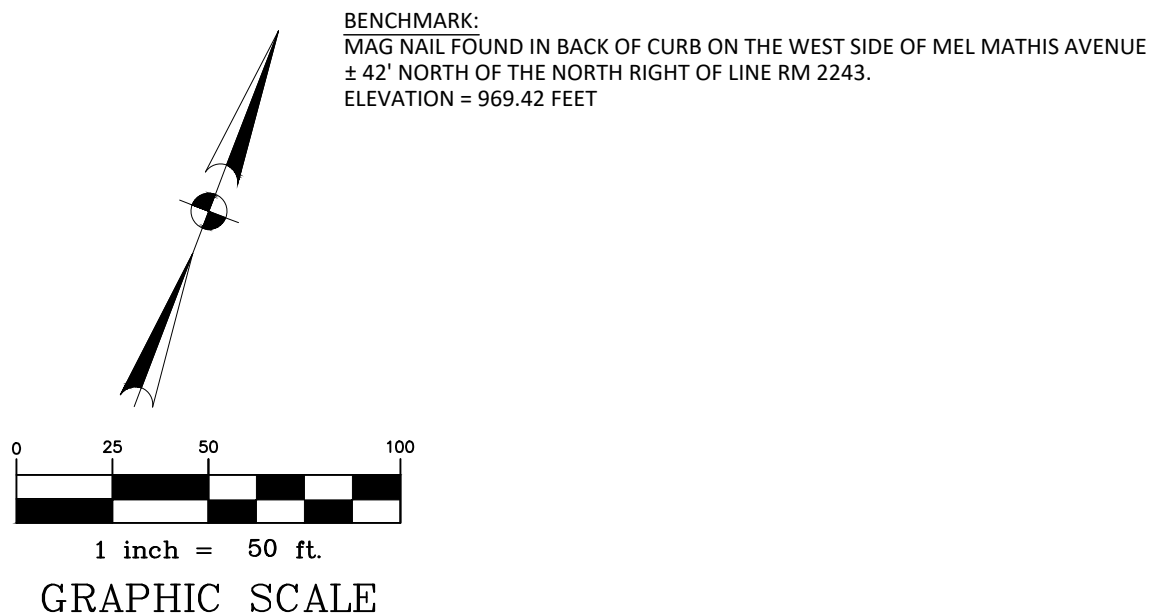 BENCHMARK:
MAG NAIL FOUND IN BACK OF CURB ON THE WEST SIDE OF MEL MATHIS AVENUE
± 42' NORTH OF THE NORTH RIGHT OF LINE RM 2243.
ELEVATION = 969.42 FEET
0 25 50 100
1 inch = 50 ft.
GRAPHIC SCALE